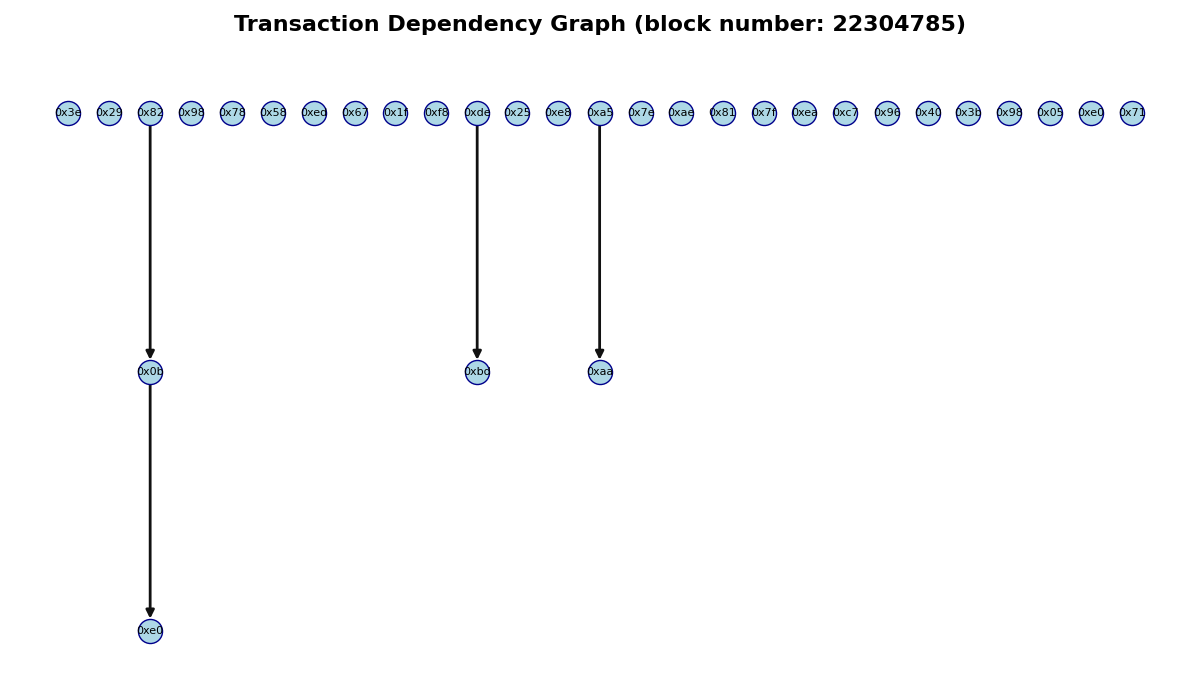 Transaction Dependency Graph (block number: 22304785)
0x3e 0x29 0x82 0x98 0x78 0x58 0xed 0x67 0x1f 0xf8 0xde 0x25 0xe8 0xa5 0x7e 0xae 0x81 0x7f 0xea 0xc7 0x96 0x40 0x3b 0x98 0x05 0xe0 0x71
0x0b 0xbd 0xaa
0xe0